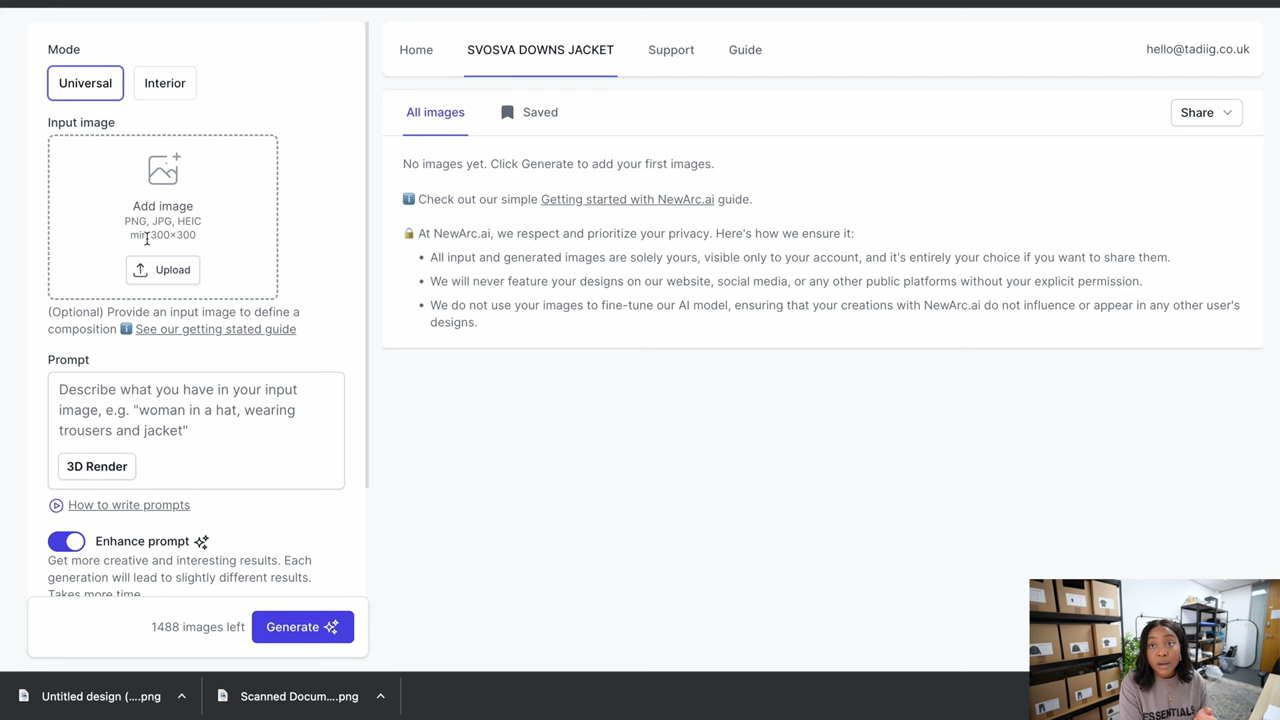 Mode
Universal
Interior
Input image
Add image
PNG, JPG, HEIC
min 300×300
Upload
(Optional) Provide an input image to define a
composition ℹ️ See our getting stated guide
Prompt
Describe what you have in your input
image, e.g. "woman in a hat, wearing
trousers and jacket"
3D Render
How to write prompts
Enhance prompt
Get more creative and interesting results. Each
generation will lead to slightly different results.
Takes more time
1488 images left
Generate
Home
SVOSVA DOWNS JACKET
Support
Guide
hello@tadiig.co.uk
All images
Saved
Share
No images yet. Click Generate to add your first images.
ℹ️ Check out our simple Getting started with NewArc.ai guide.
🔒 At NewArc.ai, we respect and prioritize your privacy. Here's how we ensure it:
• All input and generated images are solely yours, visible only to your account, and it's entirely your choice if you want to share them.
• We will never feature your designs on our website, social media, or any other public platforms without your explicit permission.
• We do not use your images to fine-tune our AI model, ensuring that your creations with NewArc.ai do not influence or appear in any other user's
designs.
Untitled design (....png
Scanned Docum....png
ESSENTIALS